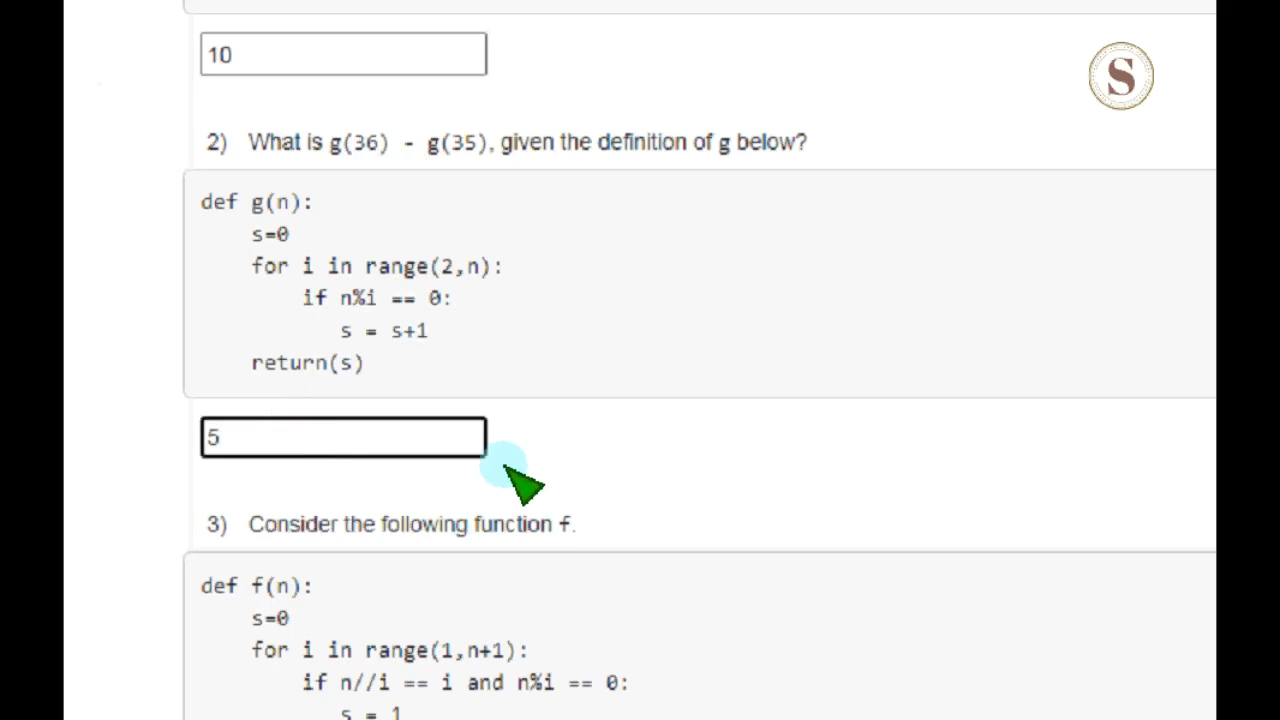 10
S
2) What is g(36) - g(35), given the definition of g below?
def g(n):
    s=0
    for i in range(2,n):
        if n%i == 0:
           s = s+1
    return(s)
5
3) Consider the following function f.
def f(n):
    s=0
    for i in range(1,n+1):
        if n//i == i and n%i == 0:
           s = 1